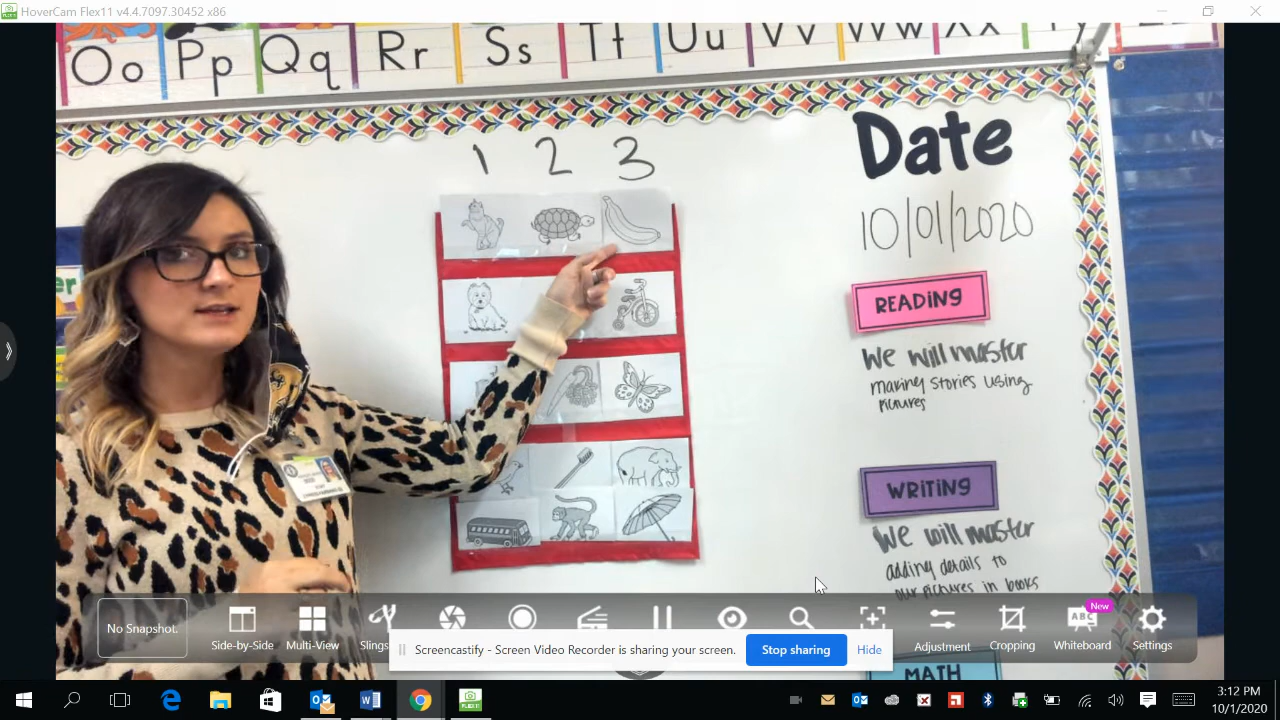 HoverCam Flex11 v4.4.7097.30452 x86
Oo Pp Qq Rr Ss Tt Uu Vv Ww Xx
1 2 3
Date
10/01/2020
READING
We will master
making stories using
pictures
WRITING
We will master
adding details to
our pictures in books
No Snapshot.
Side-by-Side
Multi-View
Slings
Adjustment
Cropping
New
ABC
Whiteboard
Settings
Screencastify - Screen Video Recorder is sharing your screen.
Stop sharing
Hide
MATH
FLEX11
3:12 PM
10/1/2020